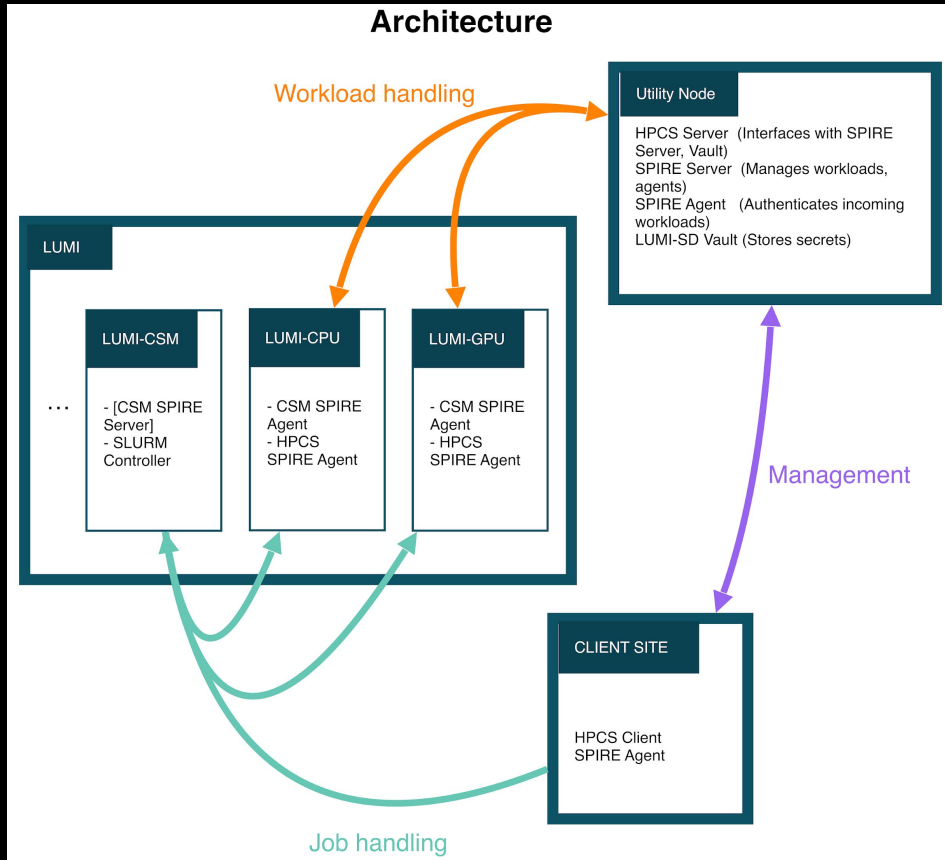 Architecture
Workload handling
Utility Node
HPCS Server (Interfaces with SPIRE
Server, Vault)
SPIRE Server (Manages workloads,
agents)
SPIRE Agent (Authenticates incoming
workloads)
LUMI-SD Vault (Stores secrets)
LUMI
...
LUMI-CSM
- [CSM SPIRE
Server]
- SLURM
Controller
LUMI-CPU
- CSM SPIRE
Agent
- HPCS
SPIRE Agent
LUMI-GPU
- CSM SPIRE
Agent
- HPCS
SPIRE Agent
Management
CLIENT SITE
HPCS Client
SPIRE Agent
Job handling